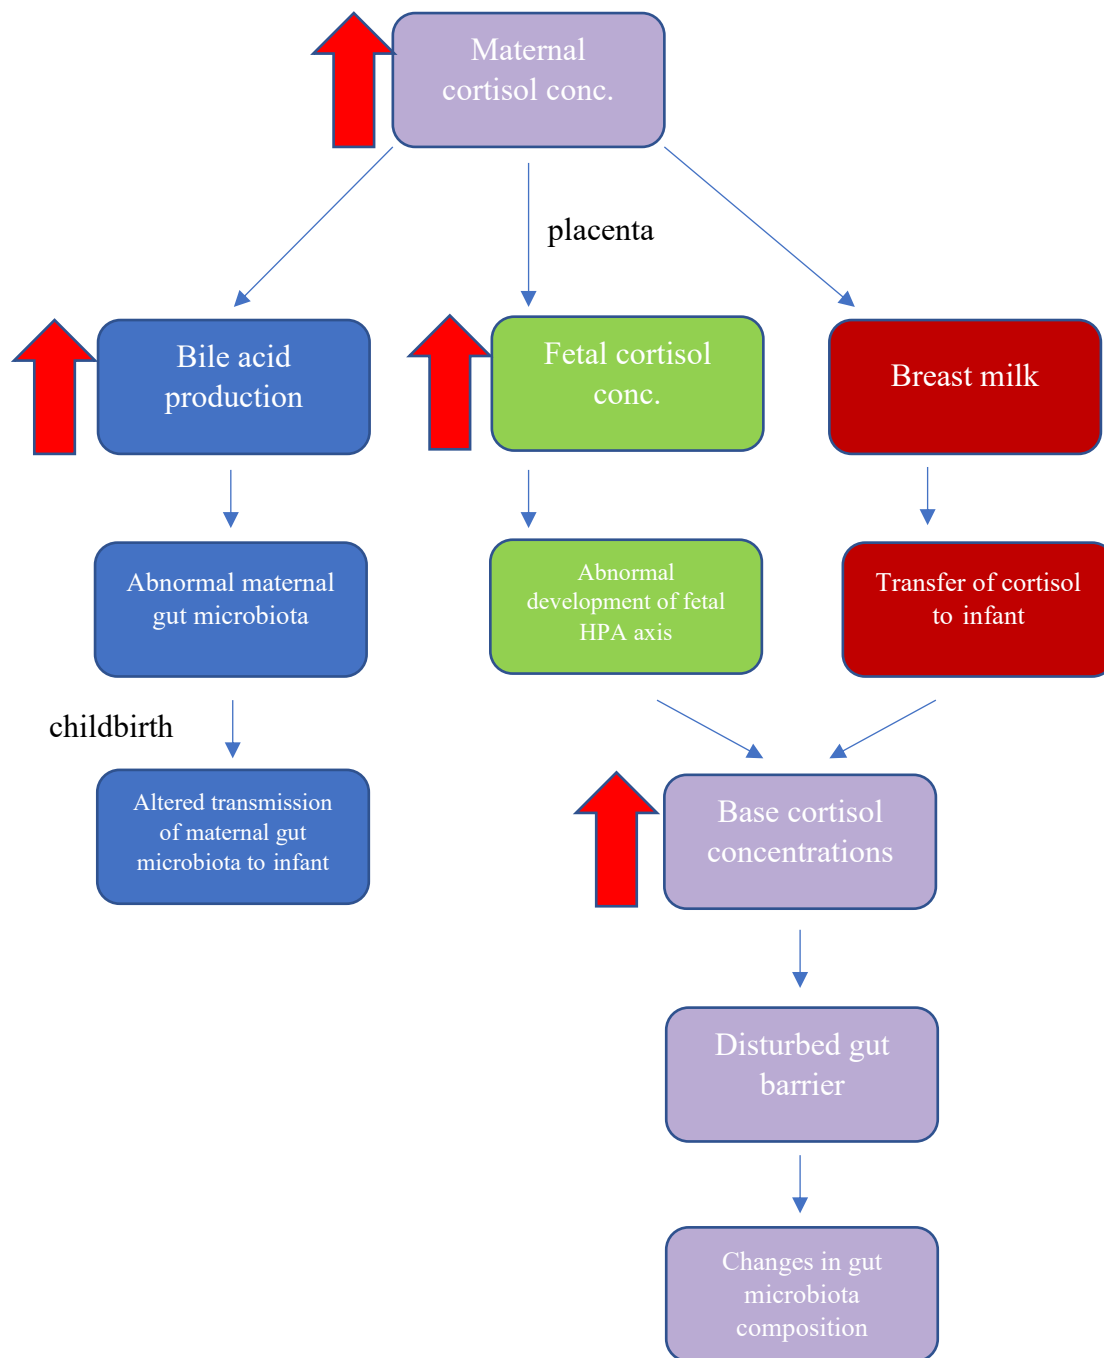 Maternal
cortisol conc.
placenta
Bile acid
production
Fetal cortisol
conc.
Breast milk
Abnormal maternal
gut microbiota
Abnormal
development of fetal
HPA axis
Transfer of cortisol
to infant
childbirth
Altered transmission
of maternal gut
microbiota to infant
Base cortisol
concentrations
Disturbed gut
barrier
Changes in gut
microbiota
composition